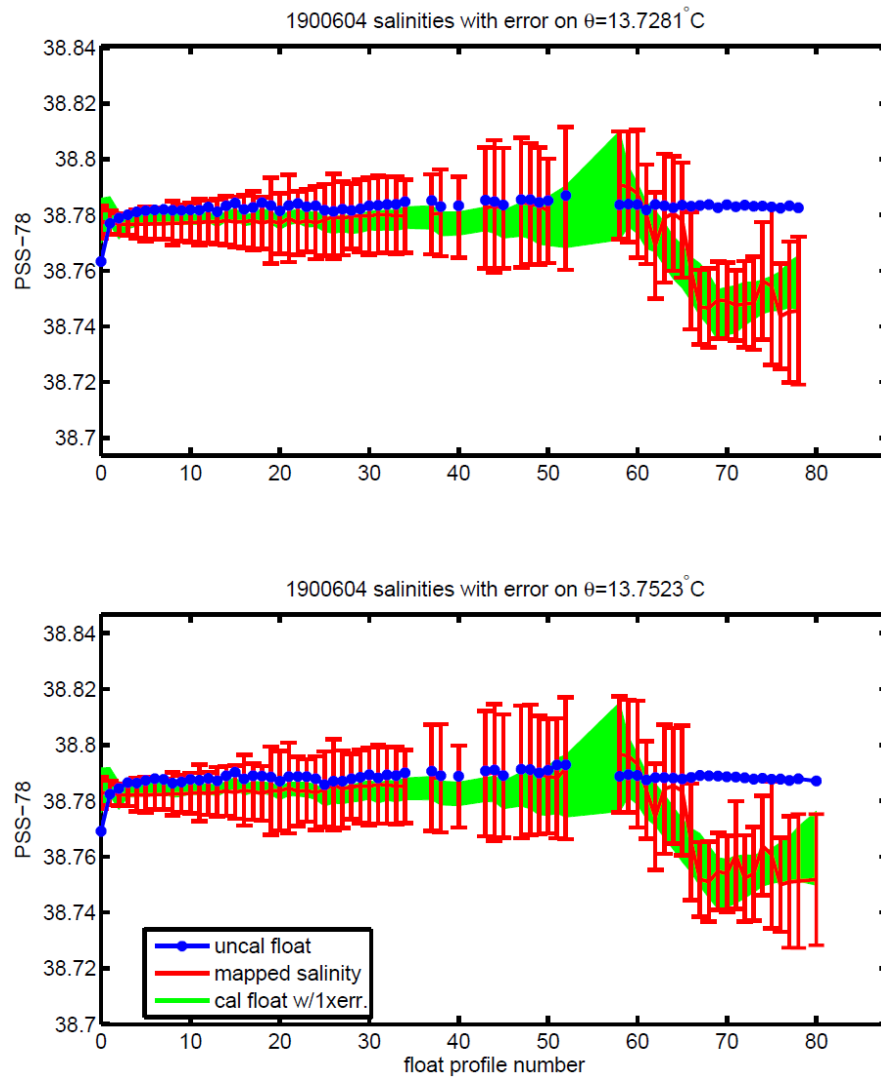 1900604 salinities with error on θ=13.7281°C
38.84
38.82
38.8
38.78
38.76
38.74
38.72
38.7
PSS−78
0 10 20 30 40 50 60 70 80
1900604 salinities with error on θ=13.7523°C
38.84
38.82
38.8
38.78
38.76
38.74
38.72
38.7
PSS−78
uncal float
mapped salinity
cal float w/1xerr.
0 10 20 30 40 50 60 70 80
float profile number